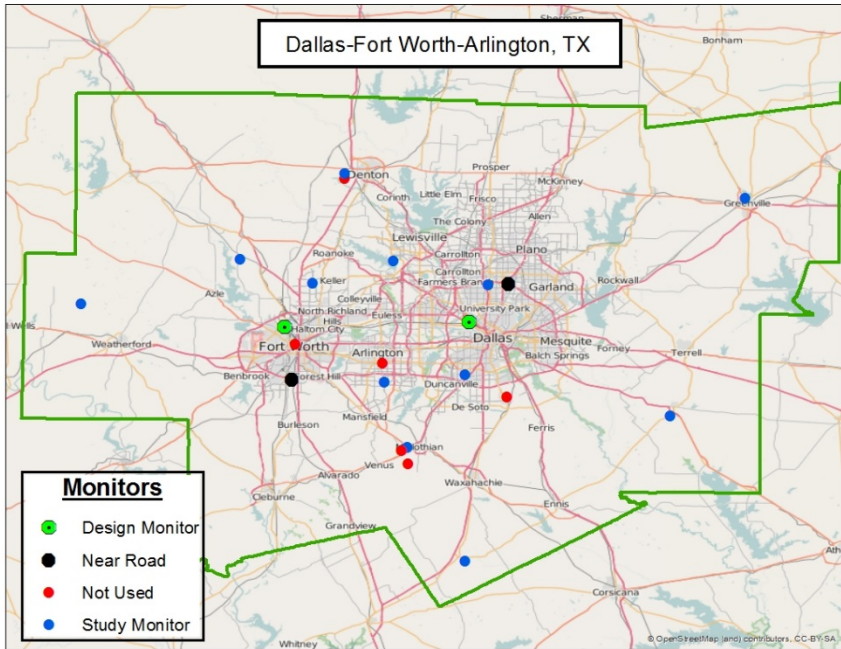 Sherman
Bonham
Dallas-Fort Worth-Arlington, TX
Denton
Prosper
McKinney
Corinth
Little Elm
Frisco
Greenville
The Colony
Allen
Lewisville
Roanoke
Carrollton
Plano
Keller
Carrollton
Farmers Bran
Garland
Rockwall
Azle
Colleyville
North Richland
Hills
Euless
University Park
l Wells
Haltom City
Weatherford
Fort Worth
Arlington
Dallas
Mesquite
Forney
Terrell
Balch Springs
Benbrook
Forest Hill
Duncanville
Mansfield
De Soto
Burleson
Ferris
Venus
Alvarado
Waxahachie
Cleburne
Ennis
Grandview
Corsicana
Ath
Whitney
Monitors
Design Monitor
Near Road
Not Used
Study Monitor
© OpenStreetMap (and) contributors, CC-BY-SA